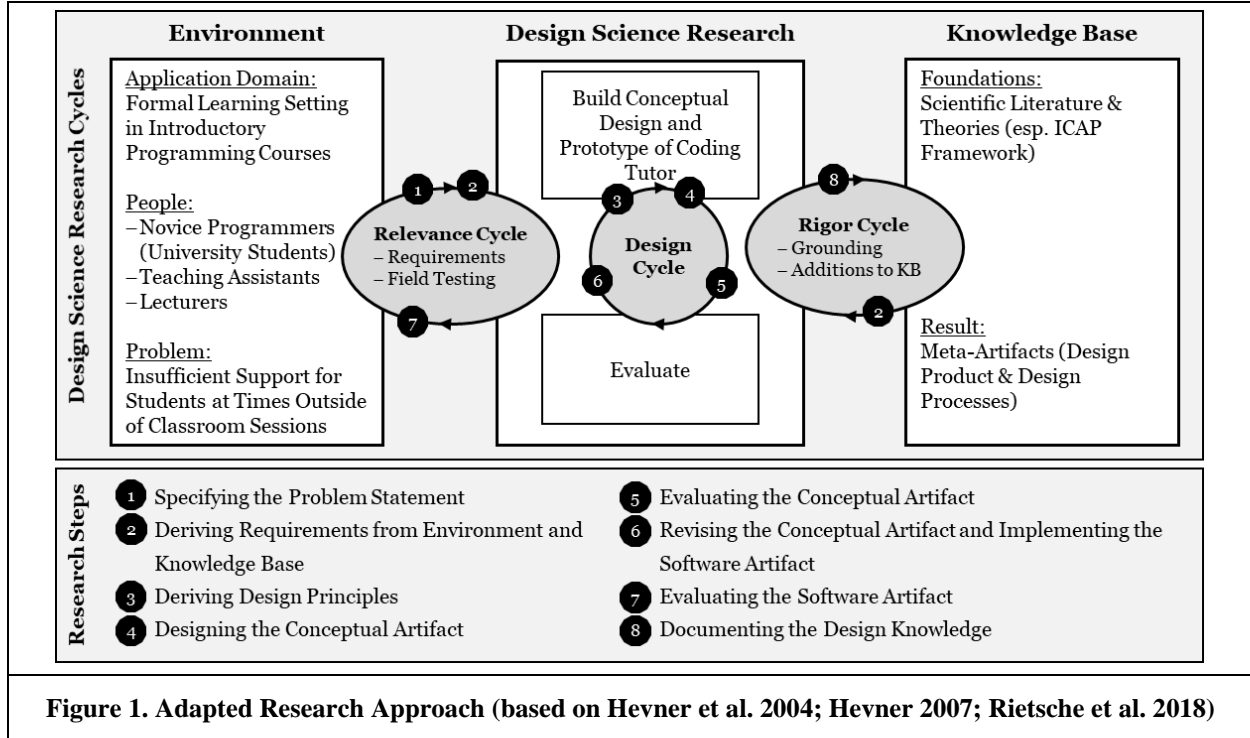 Environment
Design Science Research
Knowledge Base
Design Science Research Cycles
Application Domain:
Formal Learning Setting
in Introductory
Programming Courses
People:
–Novice Programmers
(University Students)
–Teaching Assistants
–Lecturers
Problem:
Insufficient Support for
Students at Times Outside
of Classroom Sessions
1
2
Relevance Cycle
– Requirements
– Field Testing
7
Build Conceptual
Design and
Prototype of Coding
Tutor
3
4
Design
Cycle
6
5
Evaluate
8
Rigor Cycle
– Grounding
– Additions to KB
2
Foundations:
Scientific Literature &
Theories (esp. ICAP
Framework)
Result:
Meta-Artifacts (Design
Product & Design
Processes)
Research Steps
1 Specifying the Problem Statement
2 Deriving Requirements from Environment and
Knowledge Base
3 Deriving Design Principles
4 Designing the Conceptual Artifact
5 Evaluating the Conceptual Artifact
6 Revising the Conceptual Artifact and Implementing the
Software Artifact
7 Evaluating the Software Artifact
8 Documenting the Design Knowledge
Figure 1. Adapted Research Approach (based on Hevner et al. 2004; Hevner 2007; Rietsche et al. 2018)